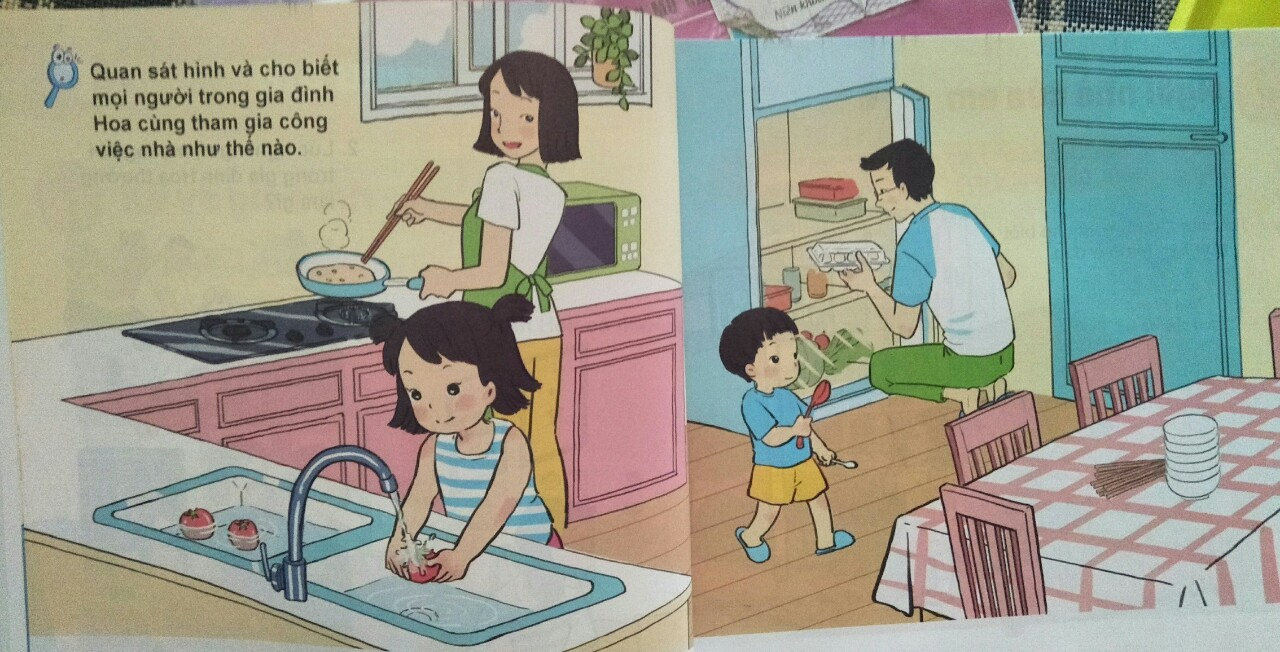 Quan sát hình và cho biết
mọi người trong gia đình
Hoa cùng tham gia công
việc nhà như thế nào.